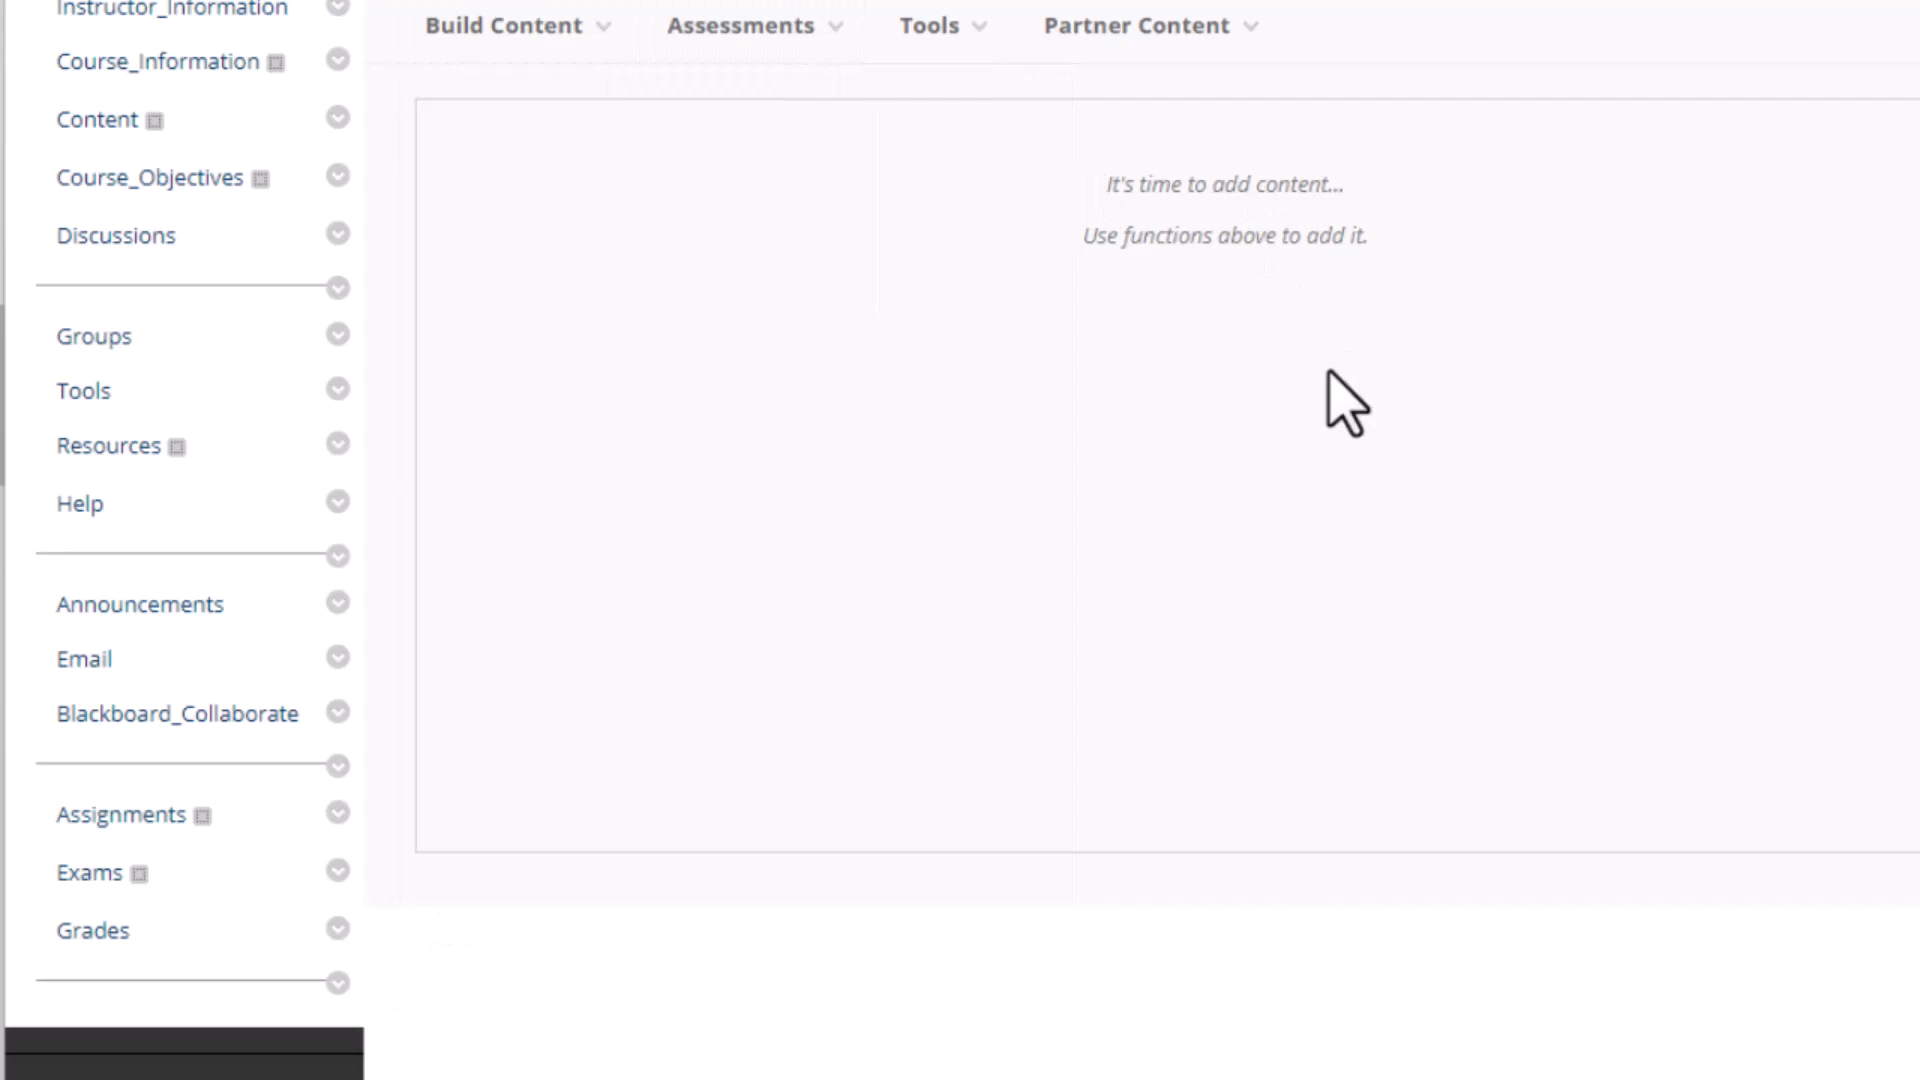 Instructor_Information
Course_Information
Content
Course_Objectives
Discussions
Groups
Tools
Resources
Help
Announcements
Email
Blackboard_Collaborate
Assignments
Exams
Grades
Build Content
Assessments
Tools
Partner Content
It's time to add content...
Use functions above to add it.